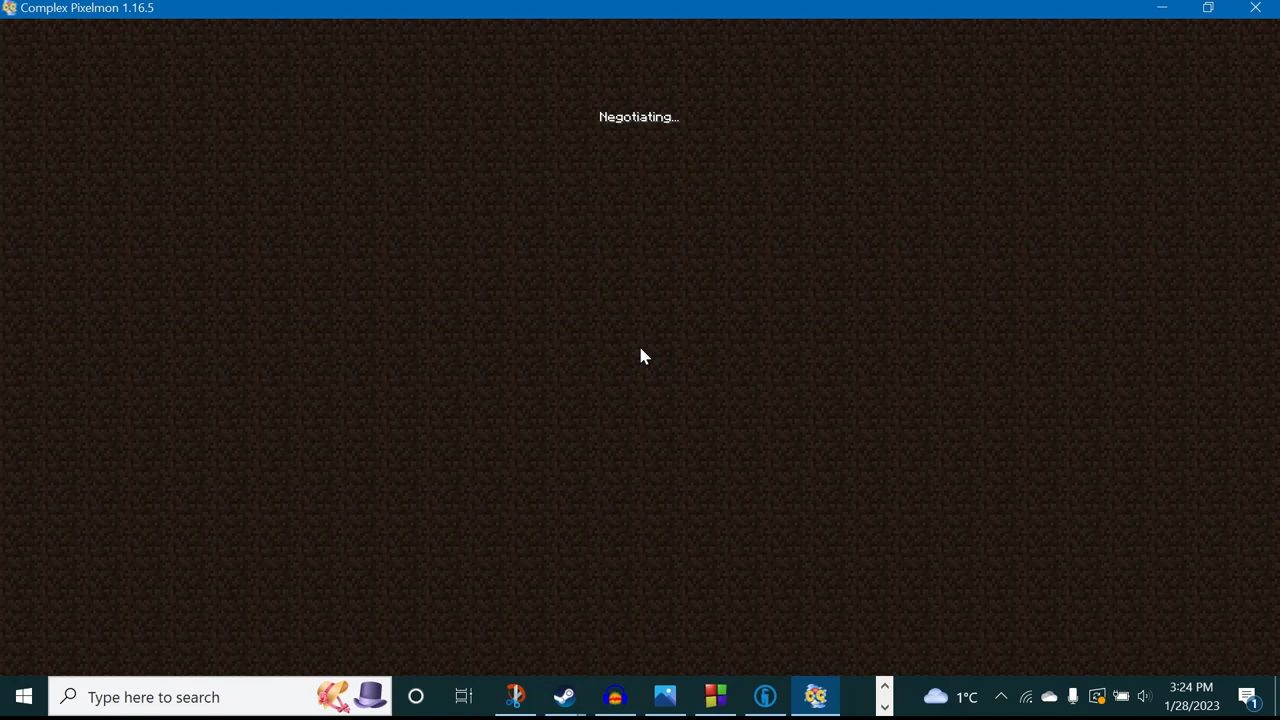 Complex Pixelmon 1.16.5
Negotiating...
Type here to search
1°C
3:24 PM
1/28/2023
1